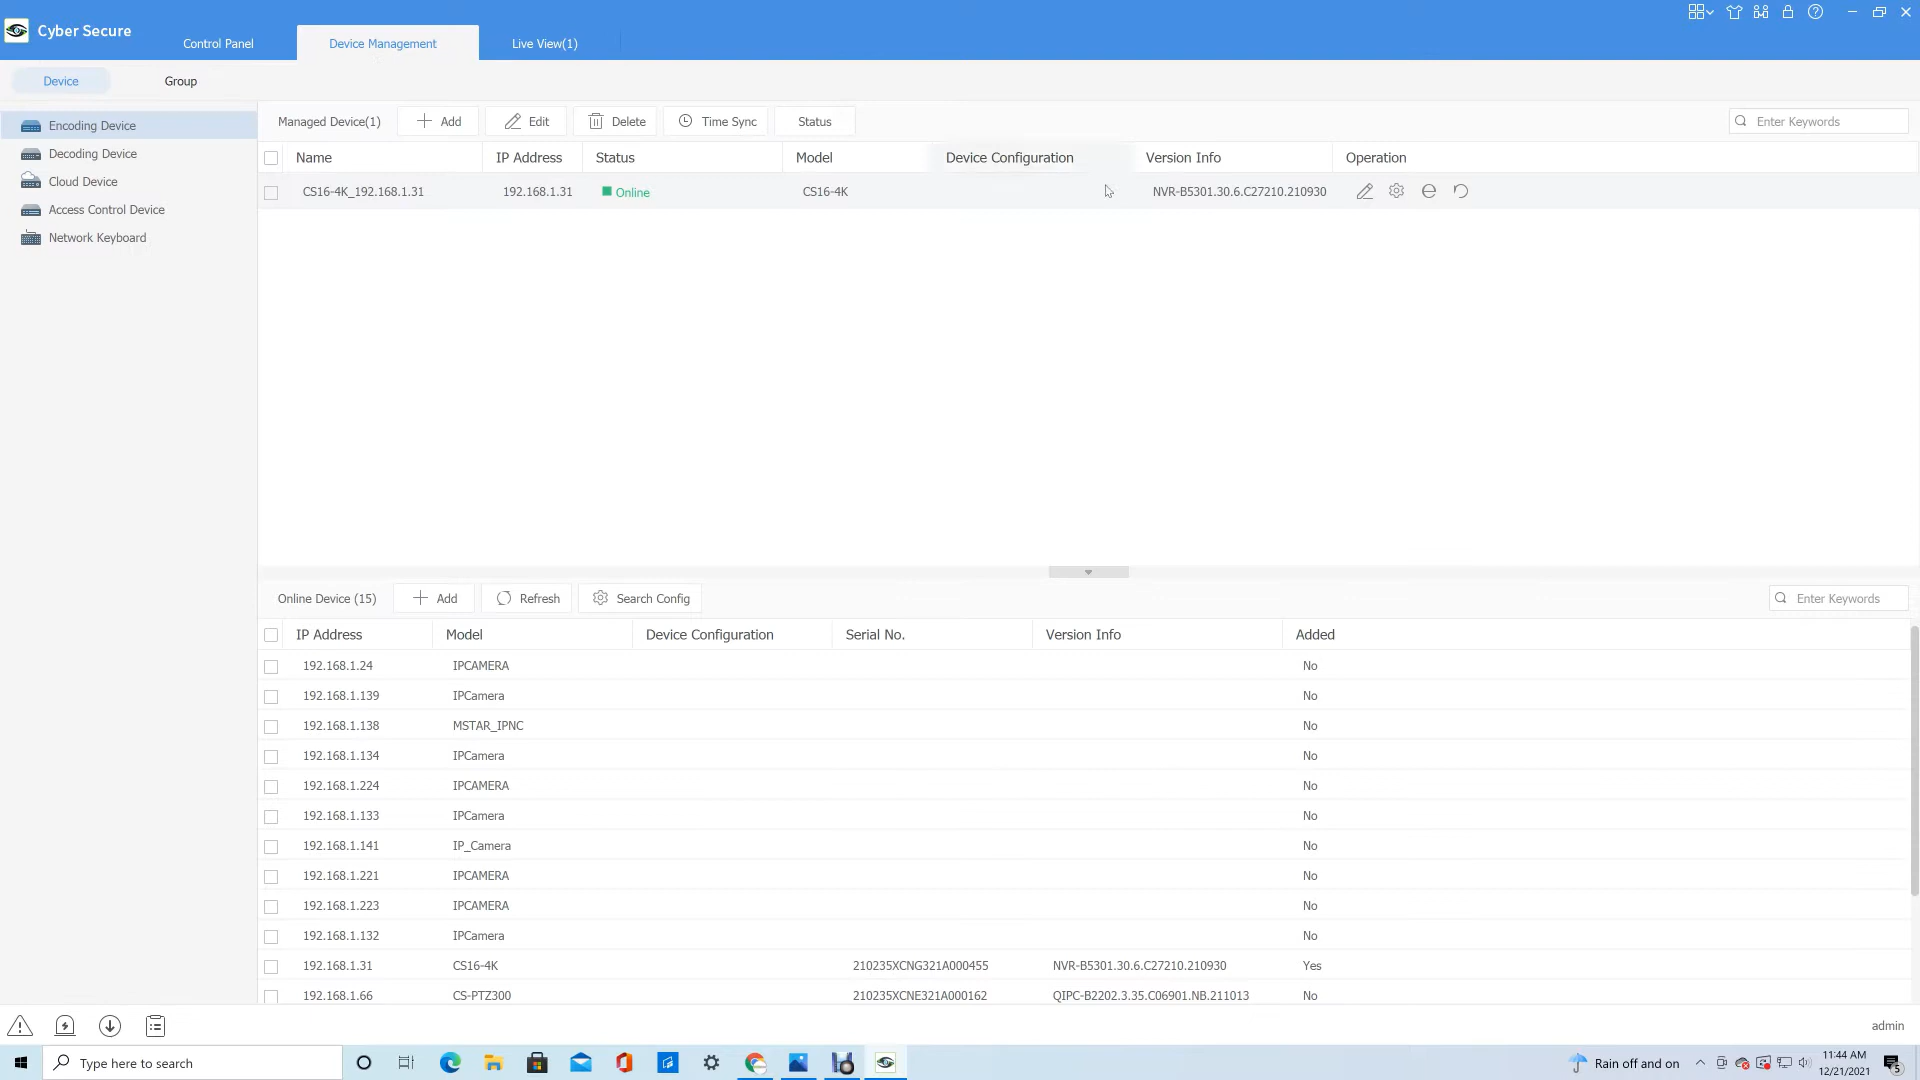 Cyber Secure
Control Panel
Device Management
Live View(1)
Device
Group
Encoding Device
Decoding Device
Cloud Device
Access Control Device
Network Keyboard
Managed Device(1) Add Edit Delete Time Sync Status Enter Keywords
Name IP Address Status Model Device Configuration Version Info Operation
CS16-4K_192.168.1.31 192.168.1.31 Online CS16-4K NVR-B5301.30.6.C27210.210930
Online Device (15) Add Refresh Search Config Enter Keywords
IP Address Model Device Configuration Serial No. Version Info Added
192.168.1.24 IPCAMERA No
192.168.1.139 IPCamera No
192.168.1.138 MSTAR_IPNC No
192.168.1.134 IPCamera No
192.168.1.224 IPCAMERA No
192.168.1.133 IPCamera No
192.168.1.141 IP_Camera No
192.168.1.221 IPCAMERA No
192.168.1.223 IPCAMERA No
192.168.1.132 IPCamera No
192.168.1.31 CS16-4K 210235XCNG321A000455 NVR-B5301.30.6.C27210.210930 Yes
192.168.1.66 CS-PTZ300 210235XCNE321A000162 QIPC-B2202.3.35.C06901.NB.211013 No
admin
Type here to search
Rain off and on
11:44 AM
12/21/2021
5